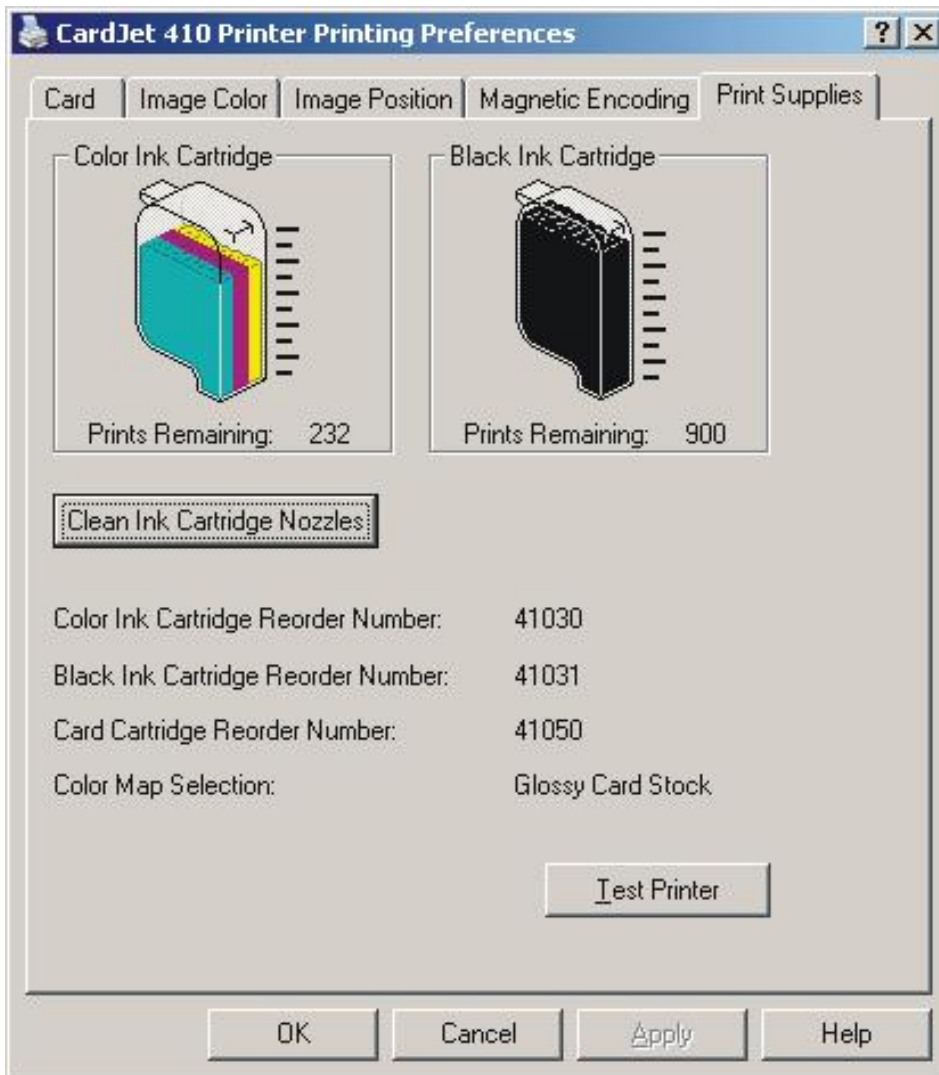 CardJet 410 Printer Printing Preferences
Card Image Color Image Position Magnetic Encoding Print Supplies
Color Ink Cartridge
Prints Remaining: 232
Black Ink Cartridge
Prints Remaining: 900
Clean Ink Cartridge Nozzles
Color Ink Cartridge Reorder Number: 41030
Black Ink Cartridge Reorder Number: 41031
Card Cartridge Reorder Number: 41050
Color Map Selection: Glossy Card Stock
Test Printer
OK Cancel Apply Help